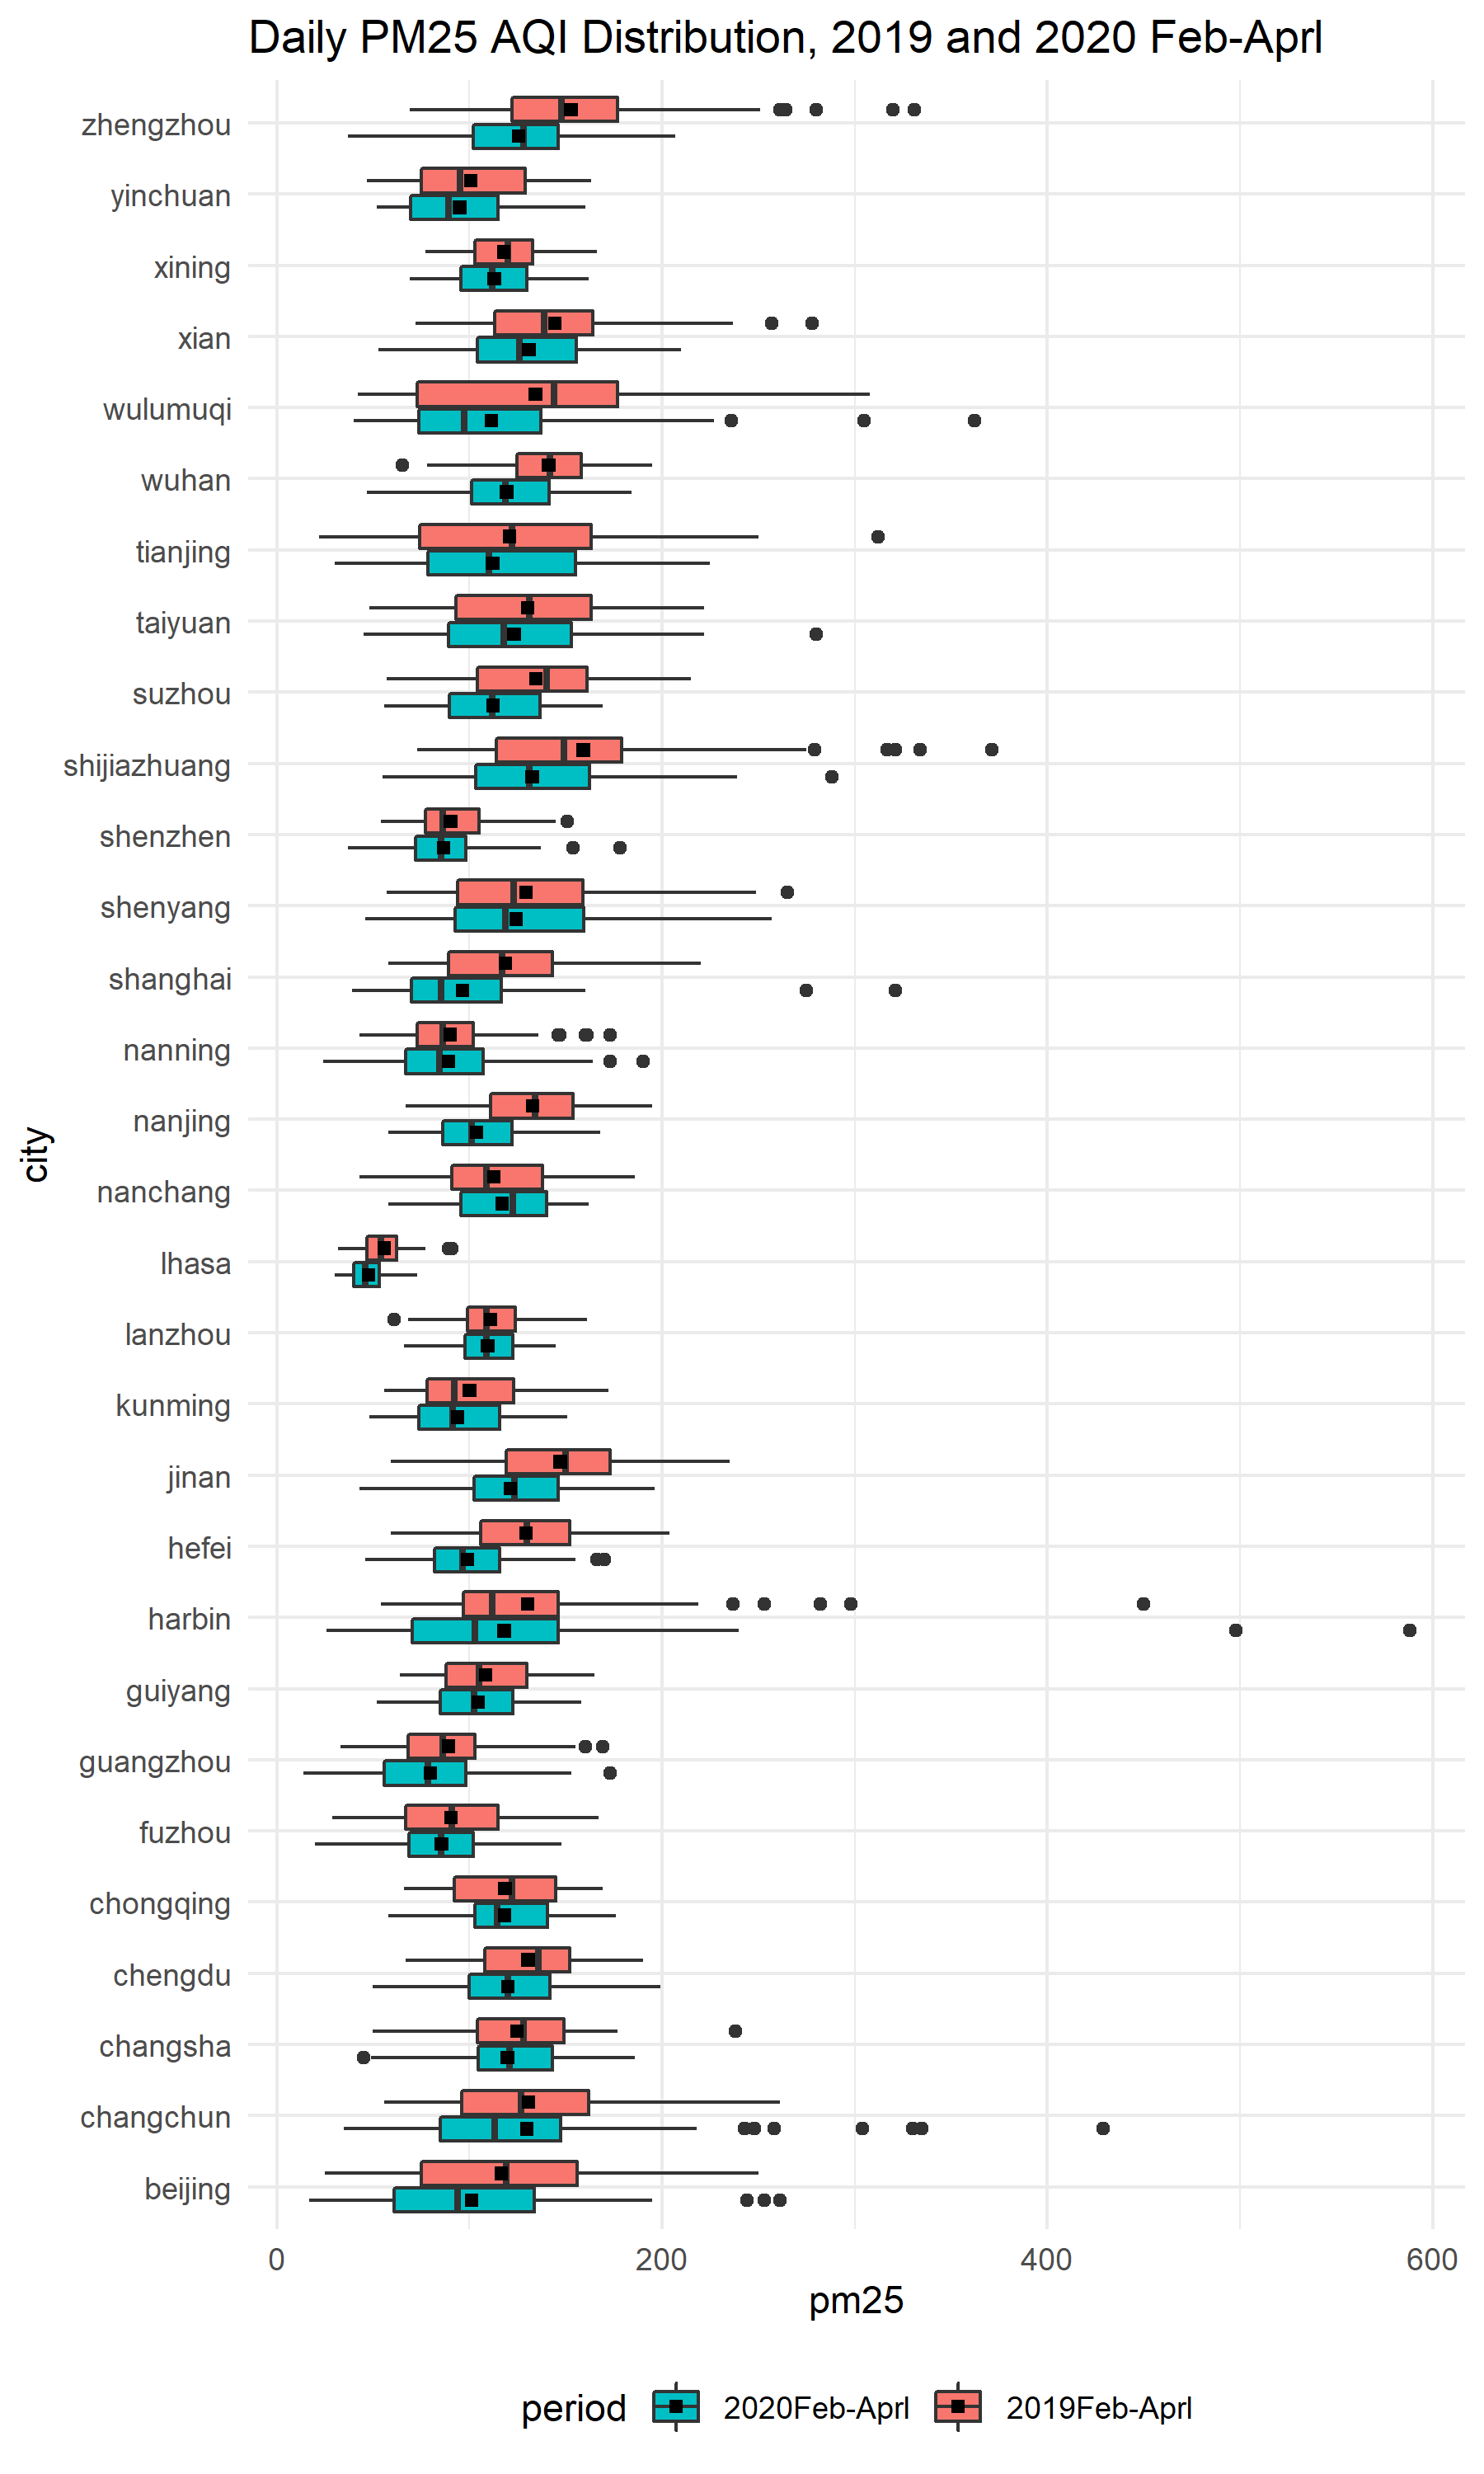 Daily PM25 AQI Distribution, 2019 and 2020 Feb-Aprl
zhengzhou
yinchuan
xining
xian
wulumuqi
wuhan
tianjing
taiyuan
suzhou
shijiazhuang
shenzhen
shenyang
shanghai
nanning
nanjing
nanchang
lhasa
lanzhou
kunming
jinan
hefei
harbin
guiyang
guangzhou
fuzhou
chongqing
chengdu
changsha
changchun
beijing
city
0 200 400 600
pm25
period 2020Feb-Aprl 2019Feb-Aprl